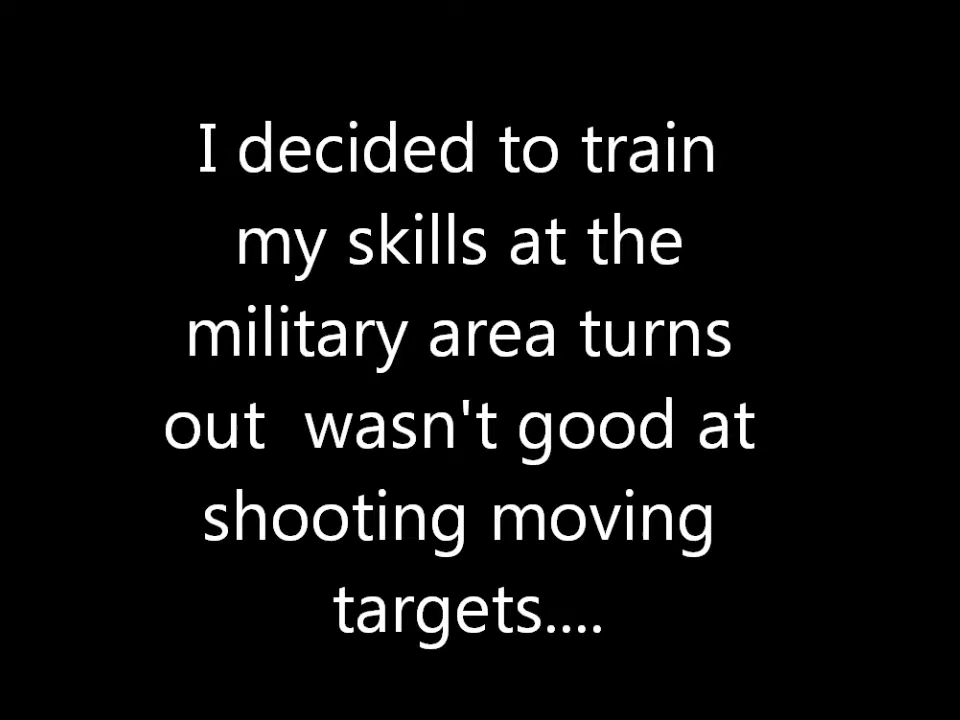 I decided to train
my skills at the
military area turns
out  wasn't good at
shooting moving
targets....